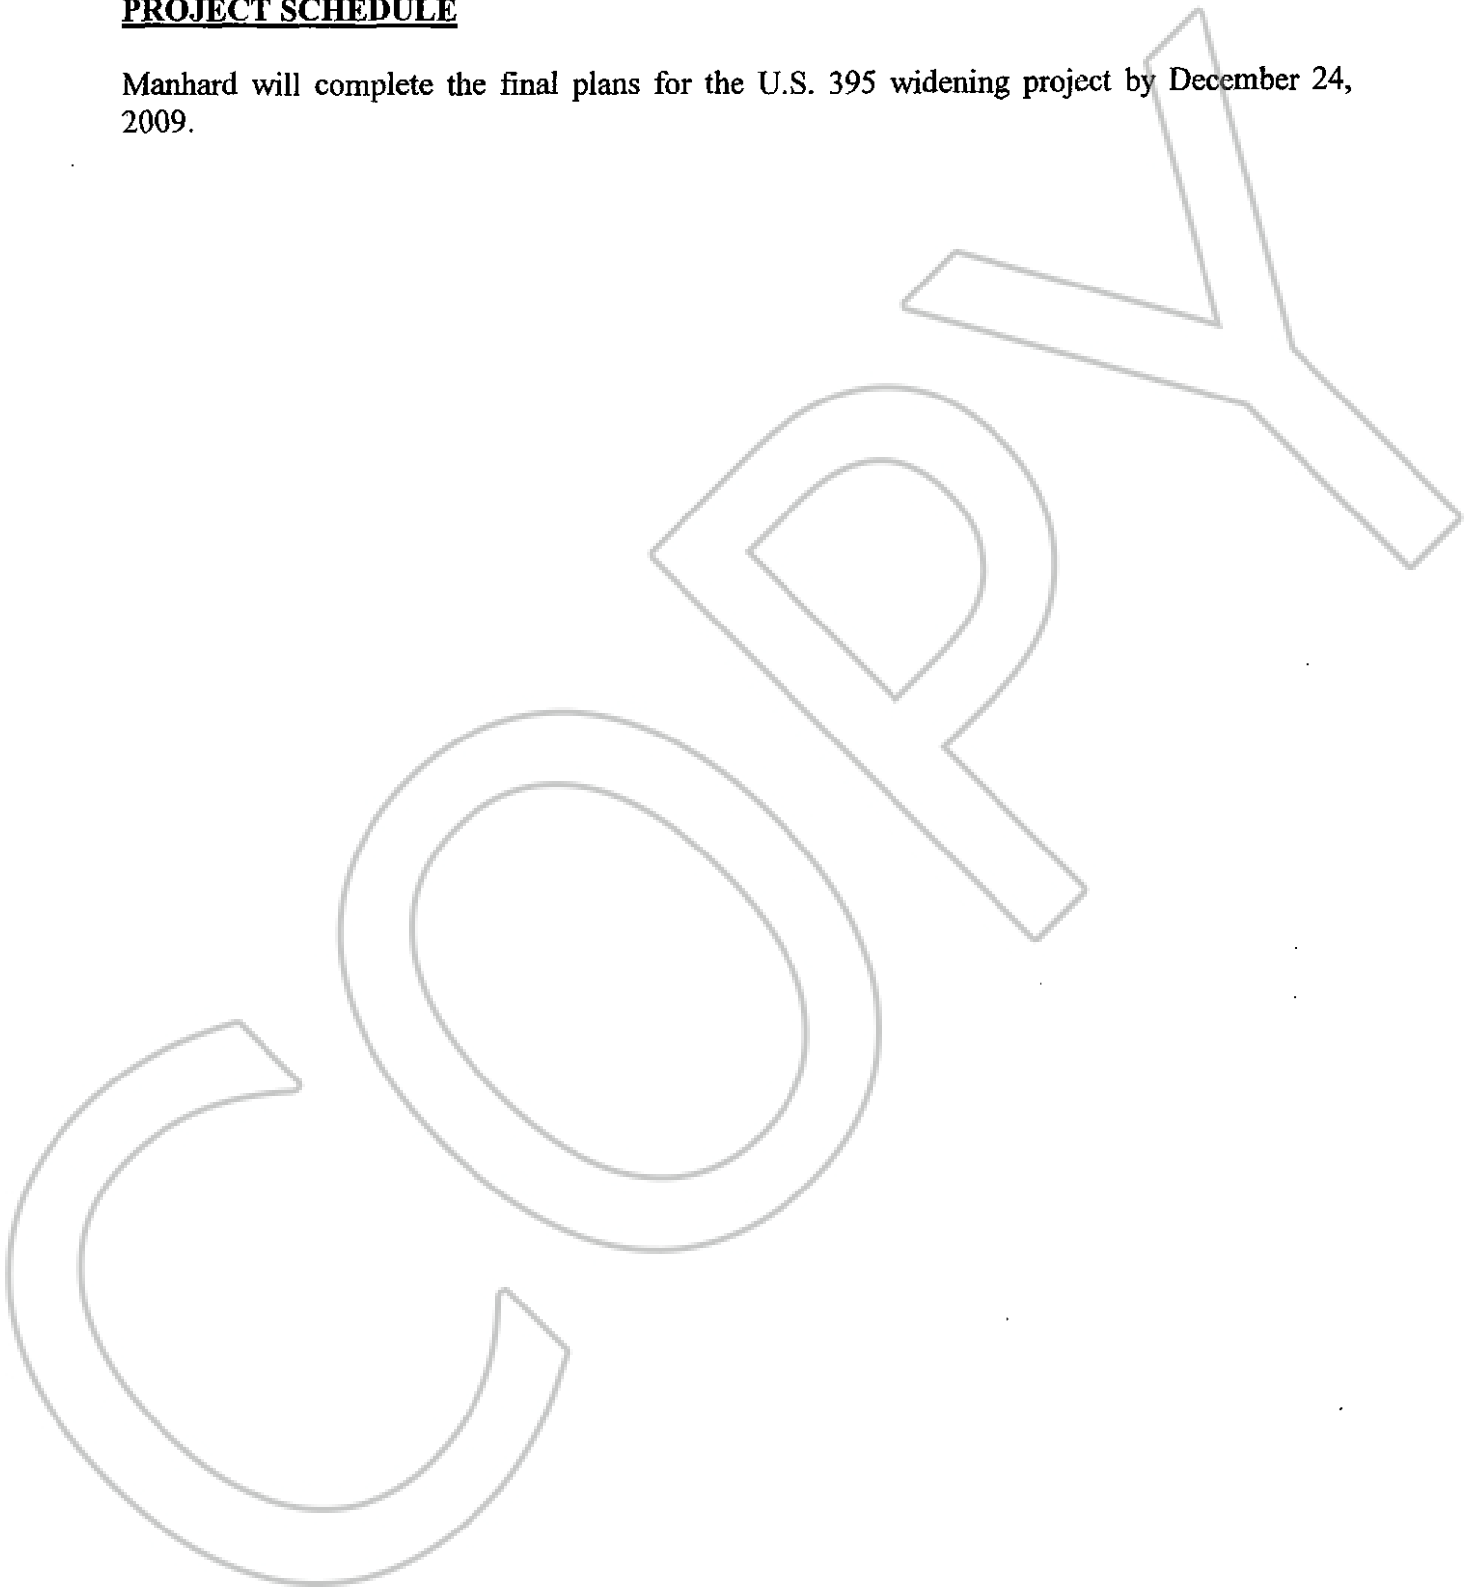 PROJECT SCHEDULE
Manhard will complete the final plans for the U.S. 395 widening project by December 24,
2009.
COPY